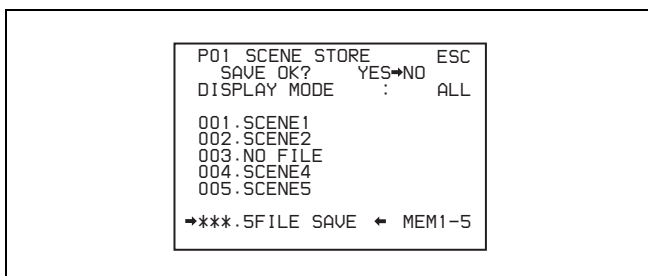 P01 SCENE STORE ESC
SAVE OK? YES➡NO
DISPLAY MODE : ALL
001.SCENE1
002.SCENE2
003.NO FILE
004.SCENE4
005.SCENE5
➡***.5FILE SAVE ⬅ MEM1-5